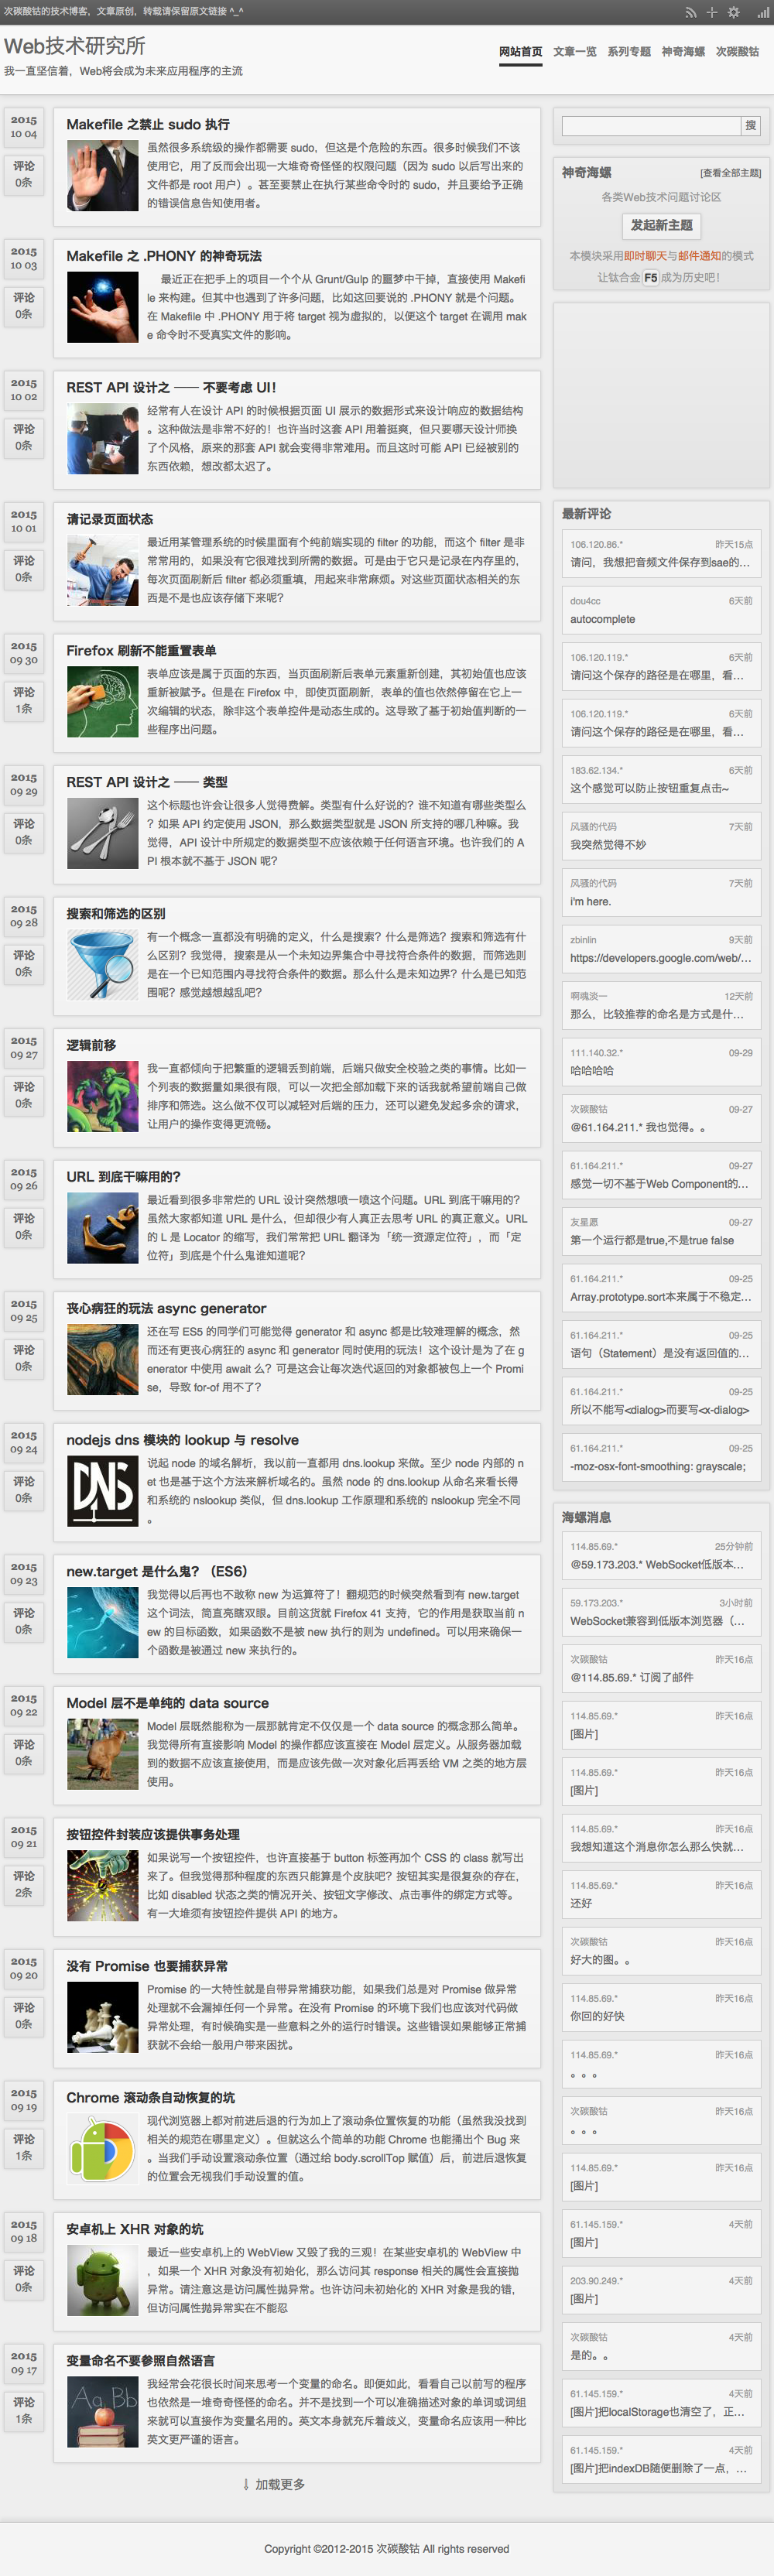 次碳酸钴的技术博客，文章原创，转载请保留原文链接 ^_^
Web技术研究所
我一直坚信着，Web将会成为未来应用程序的主流
网站首页 文章一览 系列专题 神奇海螺 次碳酸钴
2015
10 04
评论
0条
Makefile 之禁止 sudo 执行
虽然很多系统级的操作都需要 sudo，但这是个危险的东西。很多时候我们不该
使用它，用了反而会出现一大堆奇奇怪怪的权限问题（因为 sudo 以后写出来的
文件都是 root 用户）。甚至要禁止在执行某些命令时的 sudo，并且要给予正确
的错误信息告知使用者。
2015
10 03
评论
0条
Makefile 之 .PHONY 的神奇玩法
最近正在把手上的项目一个个从 Grunt/Gulp 的噩梦中干掉，直接使用 Makefi
le 来构建。但其中也遇到了许多问题，比如这回要说的 .PHONY 就是个问题。
在 Makefile 中 .PHONY 用于将 target 视为虚拟的，以便这个 target 在调用 mak
e 命令时不受真实文件的影响。
2015
10 02
评论
0条
REST API 设计之 —— 不要考虑 UI！
经常有人在设计 API 的时候根据页面 UI 展示的数据形式来设计响应的数据结构
。这种做法是非常不好的！也许当时这套 API 用着挺爽，但只要哪天设计师换
了个风格，原来的那套 API 就会变得非常难用。而且这时可能 API 已经被别的
东西依赖，想改都太迟了。
2015
10 01
评论
0条
请记录页面状态
最近用某管理系统的时候里面有个纯前端实现的 filter 的功能，而这个 filter 是非
常常用的，如果没有它很难找到所需的数据。可是由于它只是记录在内存里的，
每次页面刷新后 filter 都必须重填，用起来非常麻烦。对这些页面状态相关的东
西是不是也应该存储下来呢？
2015
09 30
评论
1条
Firefox 刷新不能重置表单
表单应该是属于页面的东西，当页面刷新后表单元素重新创建，其初始值也应该
重新被赋予。但是在 Firefox 中，即使页面刷新，表单的值也依然停留在它上一
次编辑的状态，除非这个表单控件是动态生成的。这导致了基于初始值判断的一
些程序出问题。
2015
09 29
评论
0条
REST API 设计之 —— 类型
这个标题也许会让很多人觉得费解。类型有什么好说的？谁不知道有哪些类型么
？如果 API 约定使用 JSON，那么数据类型就是 JSON 所支持的哪几种嘛。我
觉得，API 设计中所规定的数据类型不应该依赖于任何语言环境。也许我们的 A
PI 根本就不基于 JSON 呢？
2015
09 28
评论
0条
搜索和筛选的区别
有一个概念一直都没有明确的定义，什么是搜索？什么是筛选？搜索和筛选有什
么区别？我觉得，搜索是从一个未知边界集合中寻找符合条件的数据，而筛选则
是在一个已知范围内寻找符合条件的数据。那么什么是未知边界？什么是已知范
围呢？感觉越想越乱吧？
2015
09 27
评论
0条
逻辑前移
我一直都倾向于把繁重的逻辑丢到前端，后端只做安全校验之类的事情。比如一
个列表的数据量如果很有限，可以一次把全部加载下来的话我就希望前端自己做
排序和筛选。这么做不仅可以减轻对后端的压力，还可以避免发起多余的请求，
让用户的操作变得更流畅。
2015
09 26
评论
0条
URL 到底干嘛用的？
最近看到很多非常烂的 URL 设计突然想喷一喷这个问题。URL 到底干嘛用的？
虽然大家都知道 URL 是什么，但却很少有人真正去思考 URL 的真正意义。URL
的 L 是 Locator 的缩写，我们常常把 URL 翻译为「统一资源定位符」，而「定
位符」到底是个什么鬼谁知道呢？
2015
09 25
评论
0条
丧心病狂的玩法 async generator
还在写 ES5 的同学们可能觉得 generator 和 async 都是比较难理解的概念，然
而还有更丧心病狂的 async 和 generator 同时使用的玩法！这个设计是为了在 g
enerator 中使用 await 么？可是这会让每次迭代返回的对象都被包上一个 Promi
se，导致 for-of 用不了？
2015
09 24
评论
0条
nodejs dns 模块的 lookup 与 resolve
DNS
说起 node 的域名解析，我以前一直都用 dns.lookup 来做。至少 node 内部的 n
et 也是基于这个方法来解析域名的。虽然 node 的 dns.lookup 从命名来看长得
和系统的 nslookup 类似，但 dns.lookup 工作原理和系统的 nslookup 完全不同
。
2015
09 23
评论
0条
new.target 是什么鬼？（ES6）
我觉得以后再也不敢称 new 为运算符了！翻规范的时候突然看到有 new.target
这个词法，简直亮瞎双眼。目前这货就 Firefox 41 支持，它的作用是获取当前 n
ew 的目标函数，如果函数不是被 new 执行的则为 undefined。可以用来确保一
个函数是被通过 new 来执行的。
2015
09 22
评论
0条
Model 层不是单纯的 data source
Model 层既然能称为一层那就肯定不仅仅是一个 data source 的概念那么简单。
我觉得所有直接影响 Model 的操作都应该直接在 Model 层定义。从服务器加载
到的数据不应该直接使用，而是应该先做一次对象化后再丢给 VM 之类的地方层
使用。
2015
09 21
评论
2条
按钮控件封装应该提供事务处理
如果说写一个按钮控件，也许直接基于 button 标签再加个 CSS 的 class 就写出
来了。但我觉得那种程度的东西只能算是个皮肤吧？按钮其实是很复杂的存在，
比如 disabled 状态之类的情况开关、按钮文字修改、点击事件的绑定方式等。
有一大堆须有按钮控件提供 API 的地方。
2015
09 20
评论
0条
没有 Promise 也要捕获异常
Promise 的一大特性就是自带异常捕获功能，如果我们总是对 Promise 做异常
处理就不会漏掉任何一个异常。在没有 Promise 的环境下我们也应该对代码做
异常处理，有时候确实是一些意料之外的运行时错误。这些错误如果能够正常捕
获就不会给一般用户带来困扰。
2015
09 19
评论
1条
Chrome 滚动条自动恢复的坑
现代浏览器上都对前进后退的行为加上了滚动条位置恢复的功能（虽然我没找到
相关的规范在哪里定义）。但就这么个简单的功能 Chrome 也能捅出个 Bug 来
。当我们手动设置滚动条位置（通过给 body.scrollTop 赋值）后，前进后退恢复
的位置会无视我们手动设置的值。
2015
09 18
评论
0条
安卓机上 XHR 对象的坑
最近一些安卓机上的 WebView 又毁了我的三观！在某些安卓机的 WebView 中
，如果一个 XHR 对象没有初始化，那么访问其 response 相关的属性会直接抛
异常。请注意这是访问属性抛异常。也许访问未初始化的 XHR 对象是我的错，
但访问属性抛异常实在不能忍
2015
09 17
评论
1条
变量命名不要参照自然语言
Aa Bb
我经常会花很长时间来思考一个变量的命名。即便如此，看看自己以前写的程序
也依然是一堆奇奇怪怪的命名。并不是找到一个可以准确描述对象的单词或词组
来就可以直接作为变量名用的。英文本身就充斥着歧义，变量命名应该用一种比
英文更严谨的语言。
加载更多
搜
神奇海螺 [查看全部主题]
各类Web技术问题讨论区
发起新主题
本模块采用即时聊天与邮件通知的模式
让钛合金 F5 成为历史吧！
最新评论
106.120.86.* 昨天15点
请问，我想把音频文件保存到sae的...
dou4cc 6天前
autocomplete
106.120.119.* 6天前
请问这个保存的路径是在哪里，看...
106.120.119.* 6天前
请问这个保存的路径是在哪里，看...
183.62.134.* 6天前
这个感觉可以防止按钮重复点击~
风骚的代码 7天前
我突然觉得不妙
风骚的代码 7天前
i'm here.
zbinlin 9天前
https://developers.google.com/web/...
啊魂淡一 12天前
那么，比较推荐的命名是方式是什...
111.140.32.* 09-29
哈哈哈哈
次碳酸钴 09-27
@61.164.211.* 我也觉得。。
61.164.211.* 09-27
感觉一切不基于Web Component的...
友星愿 09-27
第一个运行都是true,不是true false
61.164.211.* 09-25
Array.prototype.sort本来属于不稳定...
61.164.211.* 09-25
语句（Statement）是没有返回值的...
61.164.211.* 09-25
所以不能写<dialog>而要写<x-dialog>
61.164.211.* 09-25
-moz-osx-font-smoothing: grayscale;
海螺消息
114.85.69.* 25分钟前
@59.173.203.* WebSocket低版本...
59.173.203.* 3小时前
WebSocket兼容到低版本浏览器（...
次碳酸钴 昨天16点
@114.85.69.* 订阅了邮件
114.85.69.* 昨天16点
[图片]
114.85.69.* 昨天16点
[图片]
114.85.69.* 昨天16点
我想知道这个消息你怎么那么快就...
114.85.69.* 昨天16点
还好
次碳酸钴 昨天16点
好大的图。。
114.85.69.* 昨天16点
你回的好快
114.85.69.* 昨天16点
。。。
次碳酸钴 昨天16点
。。。
114.85.69.* 昨天16点
[图片]
61.145.159.* 4天前
[图片]
203.90.249.* 4天前
[图片]
次碳酸钴 4天前
是的。。
61.145.159.* 4天前
[图片]把localStorage也清空了，正...
61.145.159.* 4天前
[图片]把indexDB随便删除了一点，...
Copyright ©2012-2015 次碳酸钴 All rights reserved